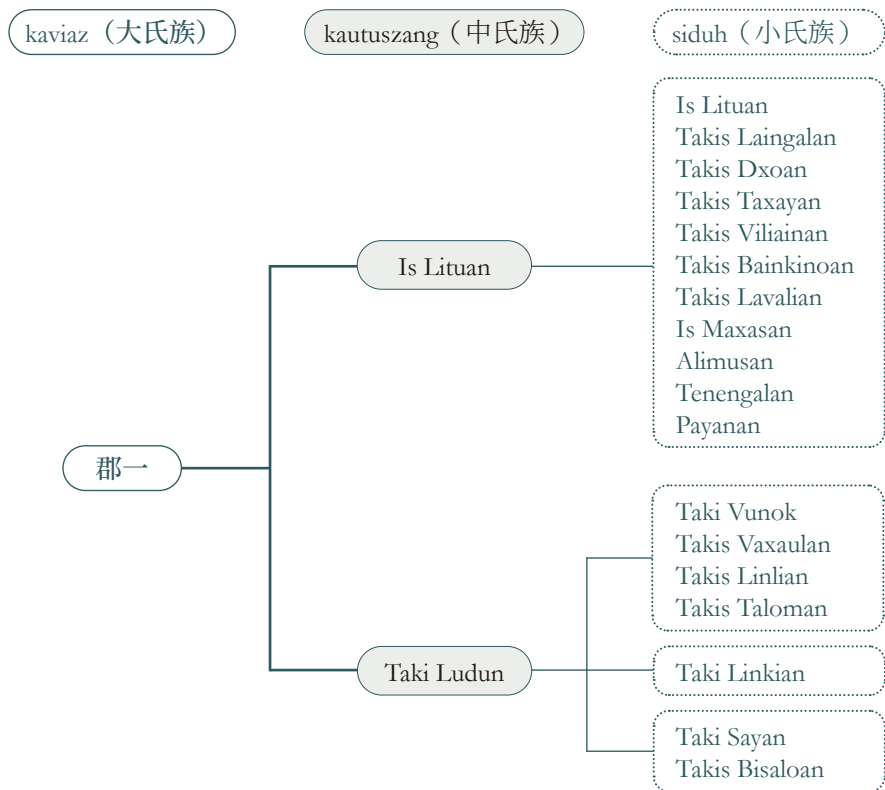 kaviaz（大氏族）
kautuszang（中氏族）
siduh（小氏族）
郡一
Is Lituan
Is Lituan
Takis Laingalan
Takis Dxoan
Takis Taxayan
Takis Viliainan
Takis Bainkinoan
Takis Lavalian
Is Maxasan
Alimusan
Tenengalan
Payanan
Taki Ludun
Taki Vunok
Takis Vaxaulan
Takis Linlian
Takis Taloman
Taki Linkian
Taki Sayan
Takis Bisaloan